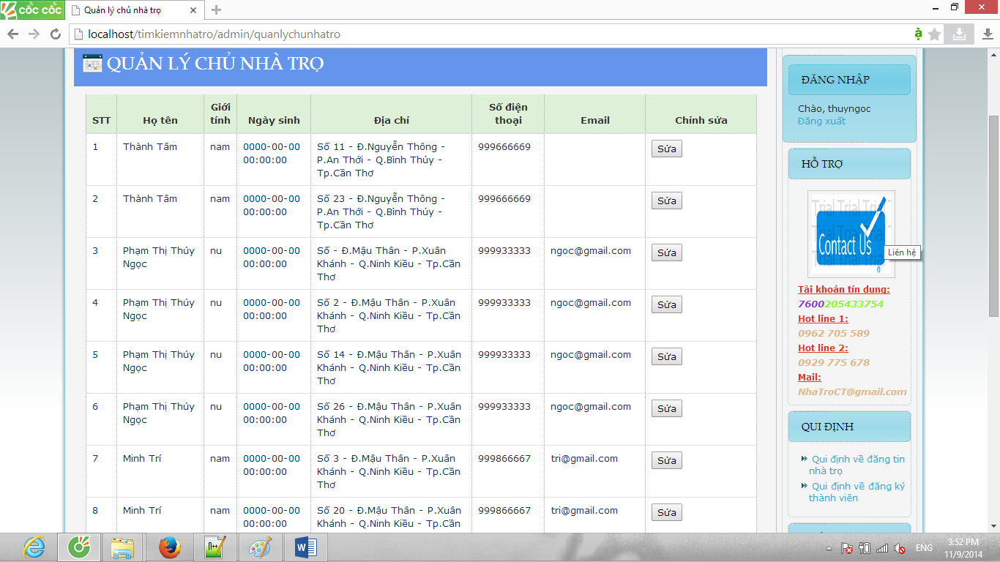 cốc cốc
Quản lý chủ nhà trọ
localhost/timkiemnhatro/admin/quanlychunhatro
QUẢN LÝ CHỦ NHÀ TRỌ
STT Họ tên Giới tính Ngày sinh Địa chỉ Số điện thoại Email Chỉnh sửa
1 Thành Tâm nam 0000-00-00 Số 11 - Đ.Nguyễn Thông - 999666669 Sửa
00:00:00 P.An Thới - Q.Bình Thủy -
Tp.Cần Thơ
2 Thành Tâm nam 0000-00-00 Số 23 - Đ.Nguyễn Thông - 999666669 Sửa
00:00:00 P.An Thới - Q.Bình Thủy -
Tp.Cần Thơ
3 Phạm Thị Thúy nu 0000-00-00 Số - Đ.Mậu Thân - P.Xuân 999933333 ngoc@gmail.com Sửa
Ngọc 00:00:00 Khánh - Q.Ninh Kiều - Tp.Cần
Thơ
4 Phạm Thị Thúy nu 0000-00-00 Số 2 - Đ.Mậu Thân - P.Xuân 999933333 ngoc@gmail.com Sửa
Ngọc 00:00:00 Khánh - Q.Ninh Kiều - Tp.Cần
Thơ
5 Phạm Thị Thúy nu 0000-00-00 Số 14 - Đ.Mậu Thân - P.Xuân 999933333 ngoc@gmail.com Sửa
Ngọc 00:00:00 Khánh - Q.Ninh Kiều - Tp.Cần
Thơ
6 Phạm Thị Thúy nu 0000-00-00 Số 26 - Đ.Mậu Thân - P.Xuân 999933333 ngoc@gmail.com Sửa
Ngọc 00:00:00 Khánh - Q.Ninh Kiều - Tp.Cần
Thơ
7 Minh Trí nam 0000-00-00 Số 3 - Đ.Mậu Thân - P.Xuân 999866667 tri@gmail.com Sửa
00:00:00 Khánh - Q.Ninh Kiều - Tp.Cần
Thơ
8 Minh Trí nam 0000-00-00 Số 20 - Đ.Mậu Thân - P.Xuân 999866667 tri@gmail.com Sửa
00:00:00 Khánh - Q.Ninh Kiều - Tp.Cần
ĐĂNG NHẬP
Chào, thuyngoc
Đăng xuất
HỖ TRỢ
Trial Trial Trial
Contact Us
Liên hệ
Tài khoản tín dung:
7600205433754
Hot line 1:
0962 705 589
Hot line 2:
0929 775 678
Mail:
NhaTroCT@gmail.com
QUI ĐỊNH
Qui định về đăng tin
nhà trọ
Qui định về đăng ký
thành viên
ENG
3:52 PM
11/9/2014